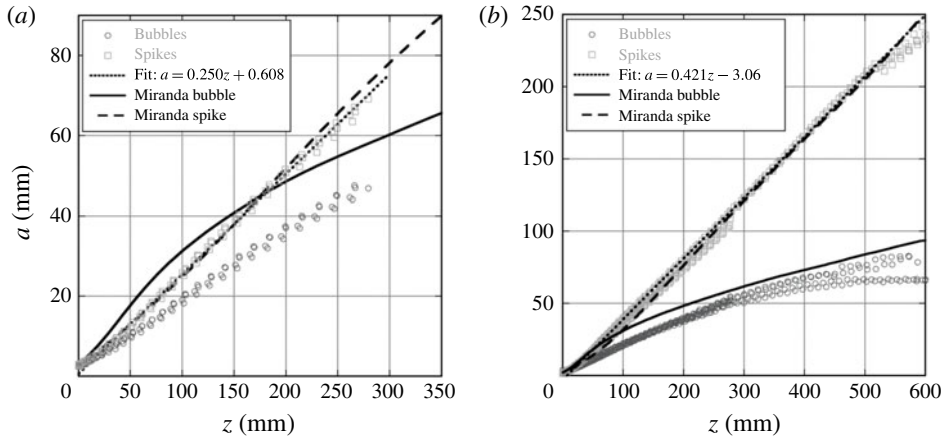 (a)
80
60
40
20
0 50 100 150 200 250 300 350
a (mm)
z (mm)
Bubbles
Spikes
Fit: a = 0.250z + 0.608
Miranda bubble
Miranda spike
(b)
250
200
150
100
50
0 100 200 300 400 500 600
z (mm)
Bubbles
Spikes
Fit: a = 0.421z − 3.06
Miranda bubble
Miranda spike